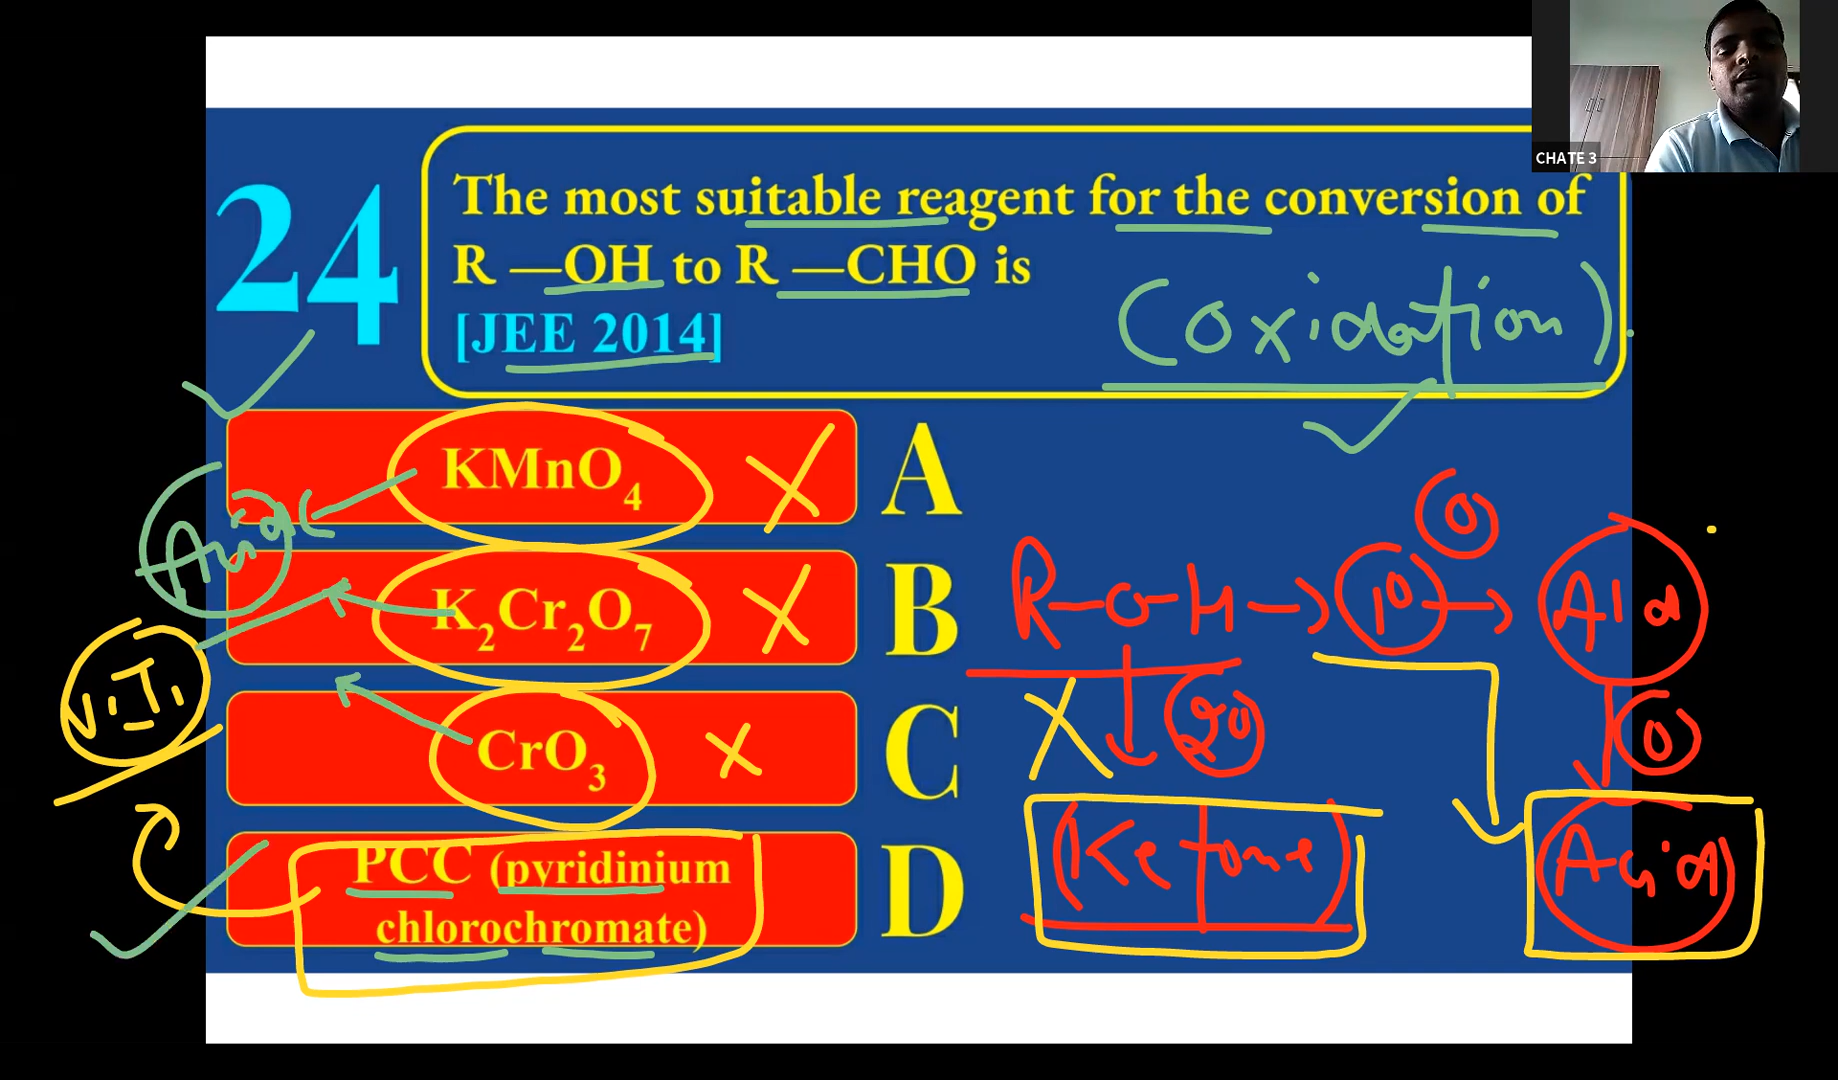 CHATE 3
24
The most suitable reagent for the conversion of
R —OH to R —CHO is
[JEE 2014]
(oxidation)
KMnO4
A
Acid
K2Cr2O7
B
R-O-H → 1° → Ald
O
V.I.
CrO3
C
2°
O
PCC (pyridinium
chlorochromate)
D
(Ketone)
Acid